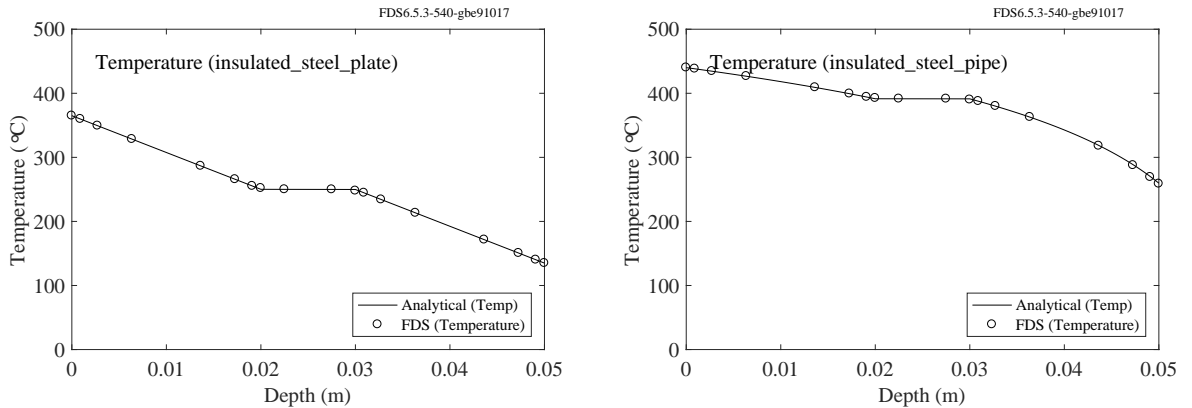 FDS6.5.3-540-gbe91017
500
Temperature (insulated_steel_plate)
400
300
200
100
0
Temperature (°C)
Analytical (Temp)
FDS (Temperature)
0 0.01 0.02 0.03 0.04 0.05
Depth (m)
FDS6.5.3-540-gbe91017
500
Temperature (insulated_steel_pipe)
400
300
200
100
0
Temperature (°C)
Analytical (Temp)
FDS (Temperature)
0 0.01 0.02 0.03 0.04 0.05
Depth (m)